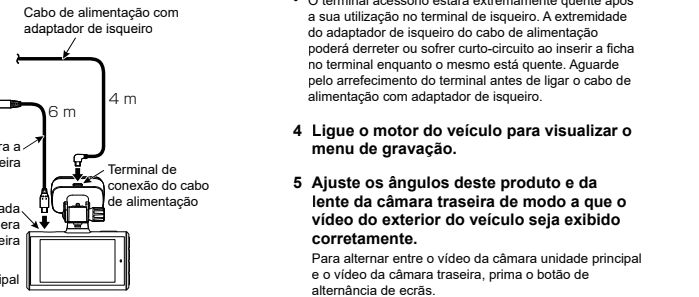 Cabo de alimentação com
adaptador de isqueiro
4 m
6 m
ra a
eira
Terminal de
conexão do cabo
de alimentação
ada
era
eira
ipal
• O terminal acessório estará extremamente quente após
a sua utilização no terminal de isqueiro. A extremidade
do adaptador de isqueiro do cabo de alimentação
poderá derreter ou sofrer curto-circuito ao inserir a ficha
no terminal enquanto o mesmo está quente. Aguarde
pelo arrefecimento do terminal antes de ligar o cabo de
alimentação com adaptador de isqueiro.
4 Ligue o motor do veículo para visualizar o
menu de gravação.
5 Ajuste os ângulos deste produto e da
lente da câmara traseira de modo a que o
vídeo do exterior do veículo seja exibido
corretamente.
Para alternar entre o vídeo da câmara unidade principal
e o vídeo da câmara traseira, prima o botão de
alternância de ecrãs.